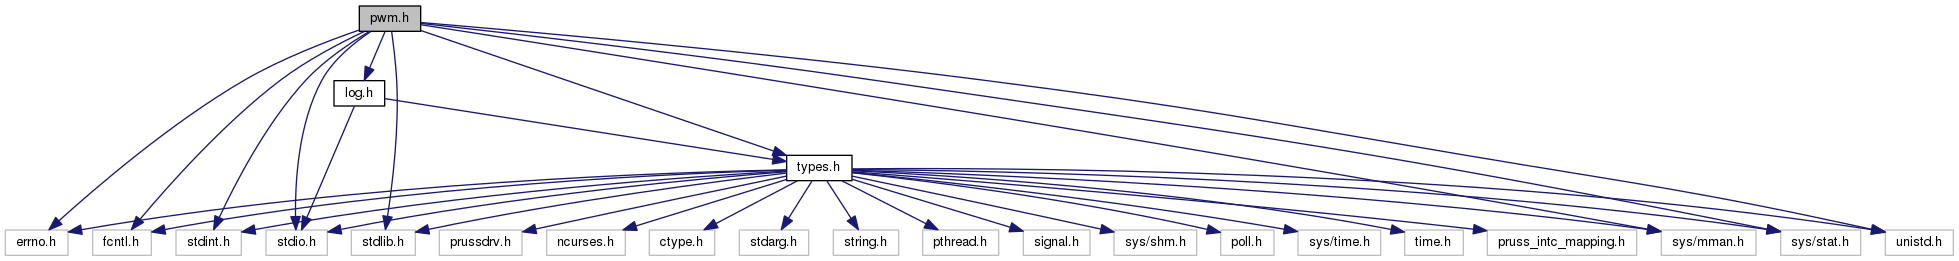 pwm.h
log.h
types.h
errno.h
fcntl.h
stdint.h
stdio.h
stdlib.h
prussdrv.h
ncurses.h
ctype.h
stdarg.h
string.h
pthread.h
signal.h
sys/shm.h
poll.h
sys/time.h
time.h
pruss_intc_mapping.h
sys/mman.h
sys/stat.h
unistd.h